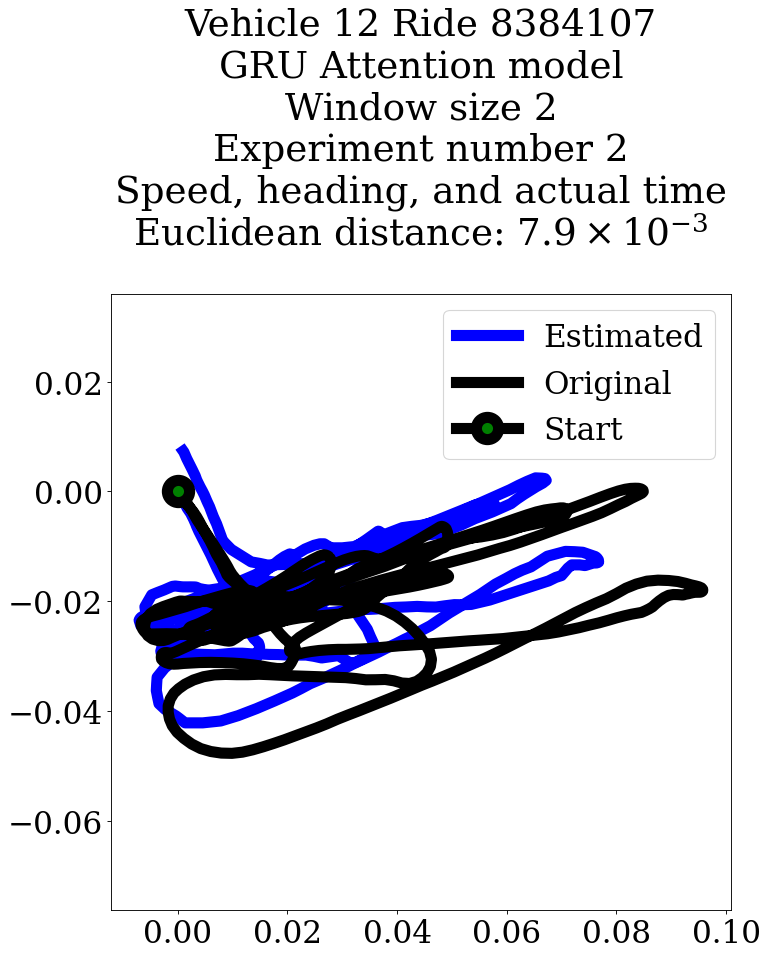 Vehicle 12 Ride 8384107
GRU Attention model
Window size 2
Experiment number 2
Speed, heading, and actual time
Euclidean distance: 7.9 × 10⁻³
Estimated
Original
Start
0.02
0.00
−0.02
−0.04
−0.06
0.00 0.02 0.04 0.06 0.08 0.10